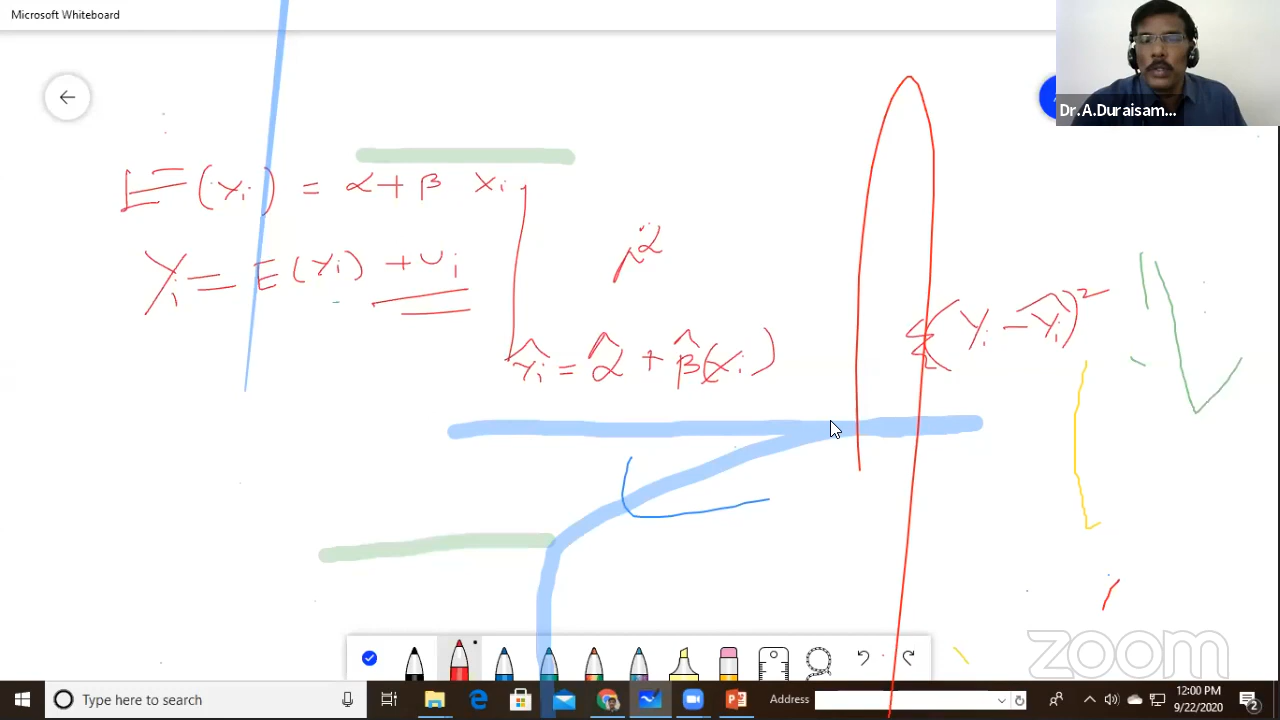 Microsoft Whiteboard
Dr.A.Duraisam...
E(Yi) = α + β Xi
Yi = E(Yi) + Ui
Ŷi = α̂ + β̂(Xi)
Σ(Yi - Ŷi)²
zoom
Type here to search
Address
12:00 PM
9/22/2020
2